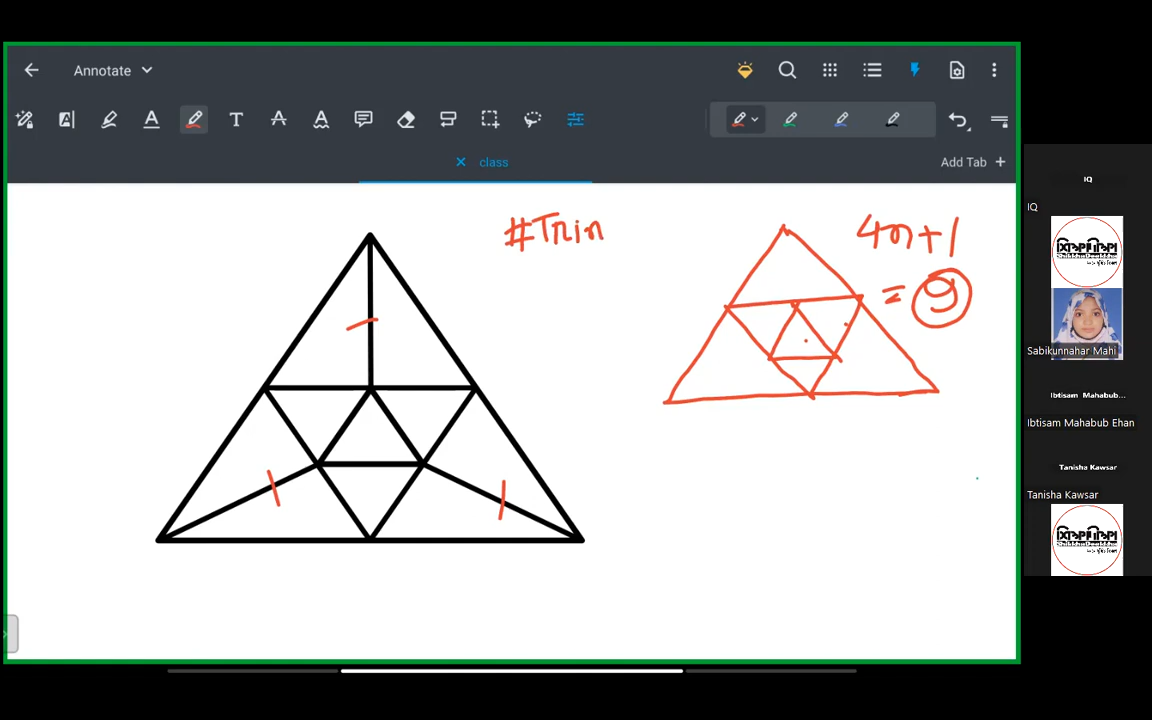 Annotate
T
class
Add Tab +
#Trin
4n+1
= 9
IQ
IQ
Sabikunnahar Mahi
Ibtisam Mahabub...
Ibtisam Mahabub Ehan
Tanisha Kawsar
Tanisha Kawsar